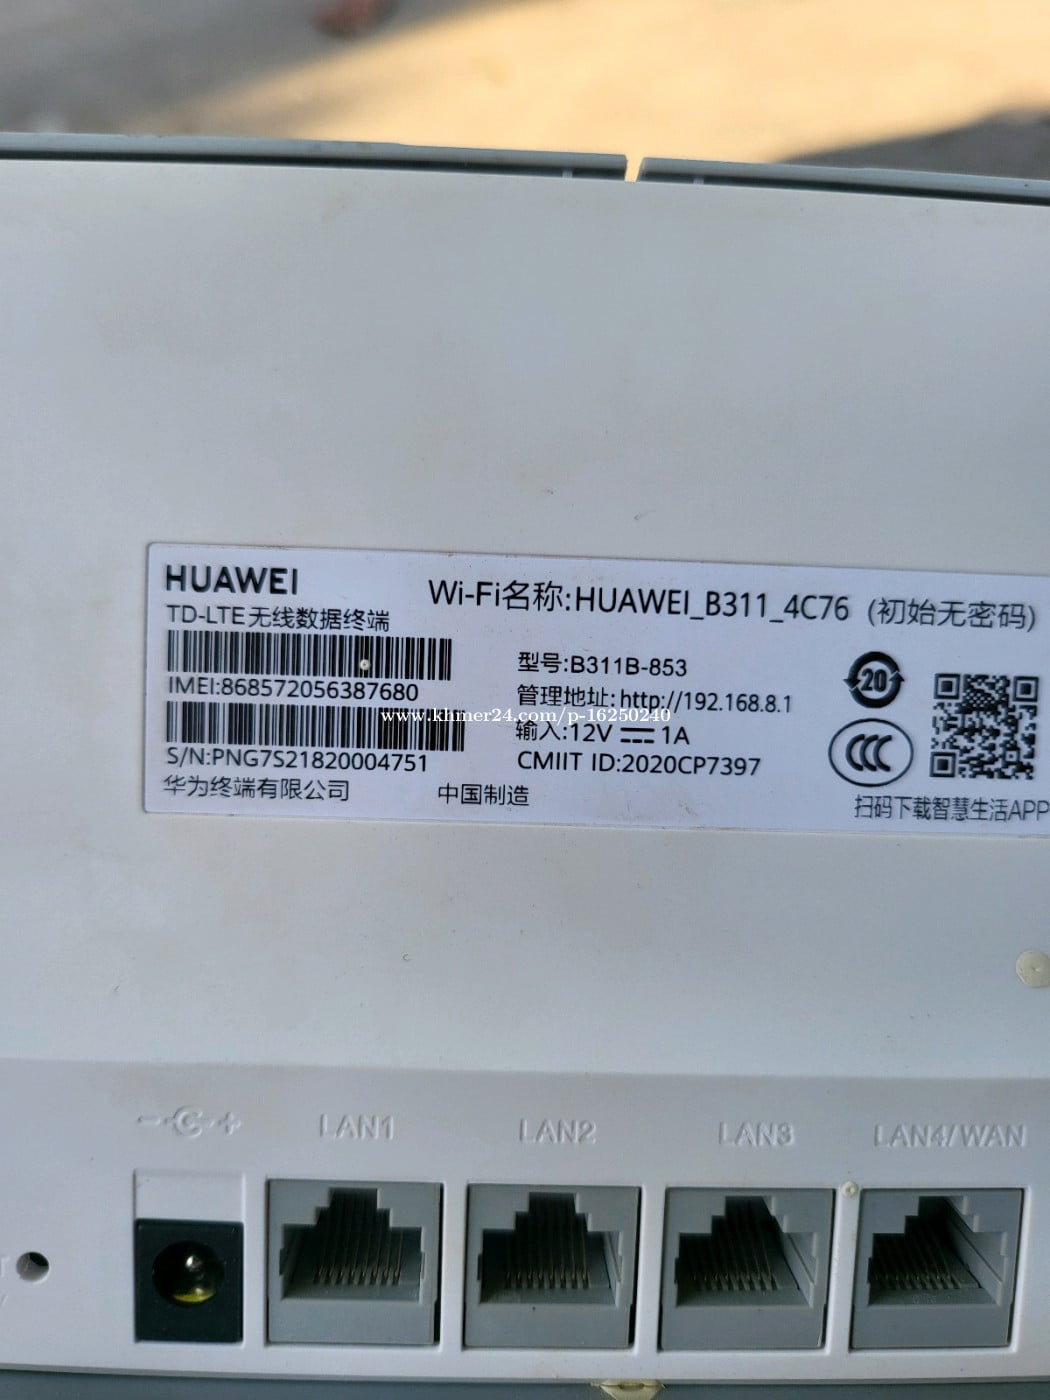 HUAWEI
TD-LTE 无线数据终端
IMEI:868572056387680
S/N:PNG7S21820004751
华为终端有限公司
中国制造
Wi-Fi名称:HUAWEI_B311_4C76 (初始无密码)
型号:B311B-853
管理地址:http://192.168.8.1
www.khmer24.com/p-16250240
输入:12V 1A
CMIIT ID:2020CP7397
20
CCC
扫码下载智慧生活APP
LAN1
LAN2
LAN3
LAN4/WAN